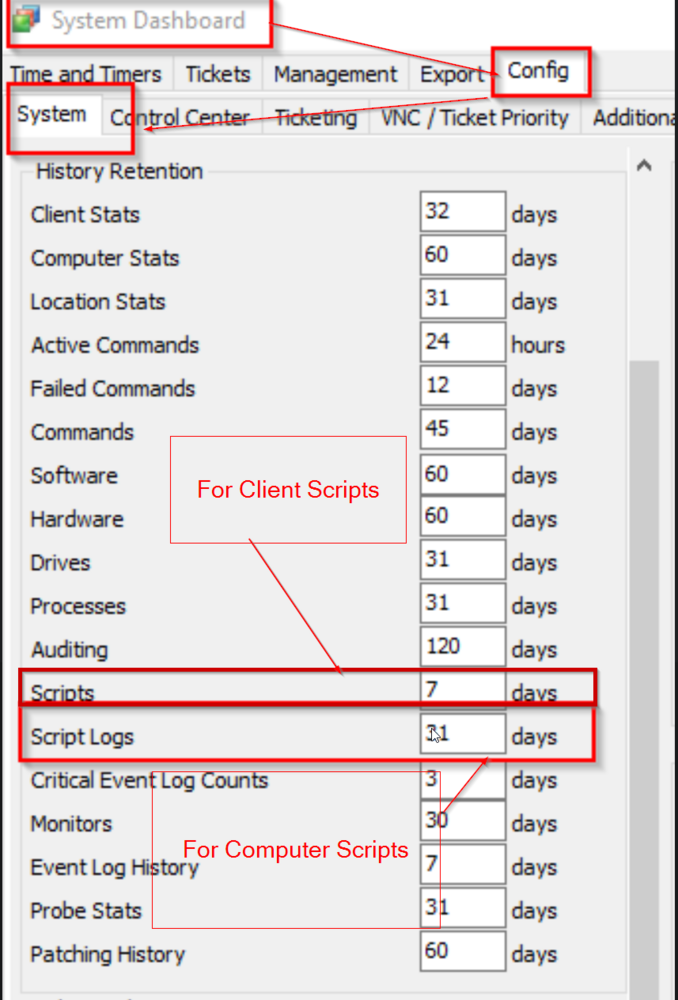 System Dashboard
Time and Timers Tickets Management Export Config
System Control Center Ticketing VNC / Ticket Priority Additiona
History Retention
Client Stats 32 days
Computer Stats 60 days
Location Stats 31 days
Active Commands 24 hours
Failed Commands 12 days
Commands 45 days
Software 60 days
For Client Scripts
Hardware 60 days
Drives 31 days
Processes 31 days
Auditing 120 days
Scripts 7 days
Script Logs 31 days
Critical Event Log Counts 3 days
Monitors 30 days
For Computer Scripts
Event Log History 7 days
Probe Stats 31 days
Patching History 60 days